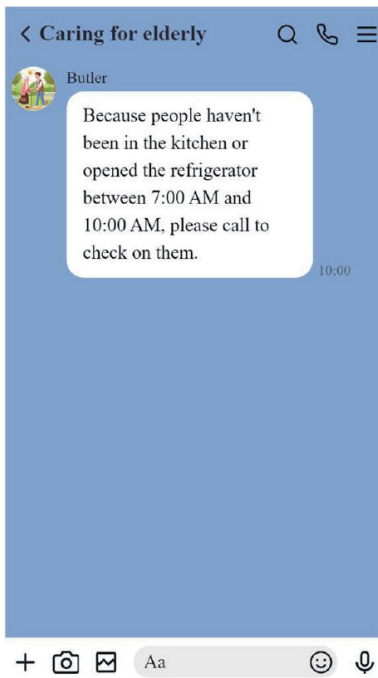 Caring for elderly
Butler
Because people haven't
been in the kitchen or
opened the refrigerator
between 7:00 AM and
10:00 AM, please call to
check on them.
10:00
Aa